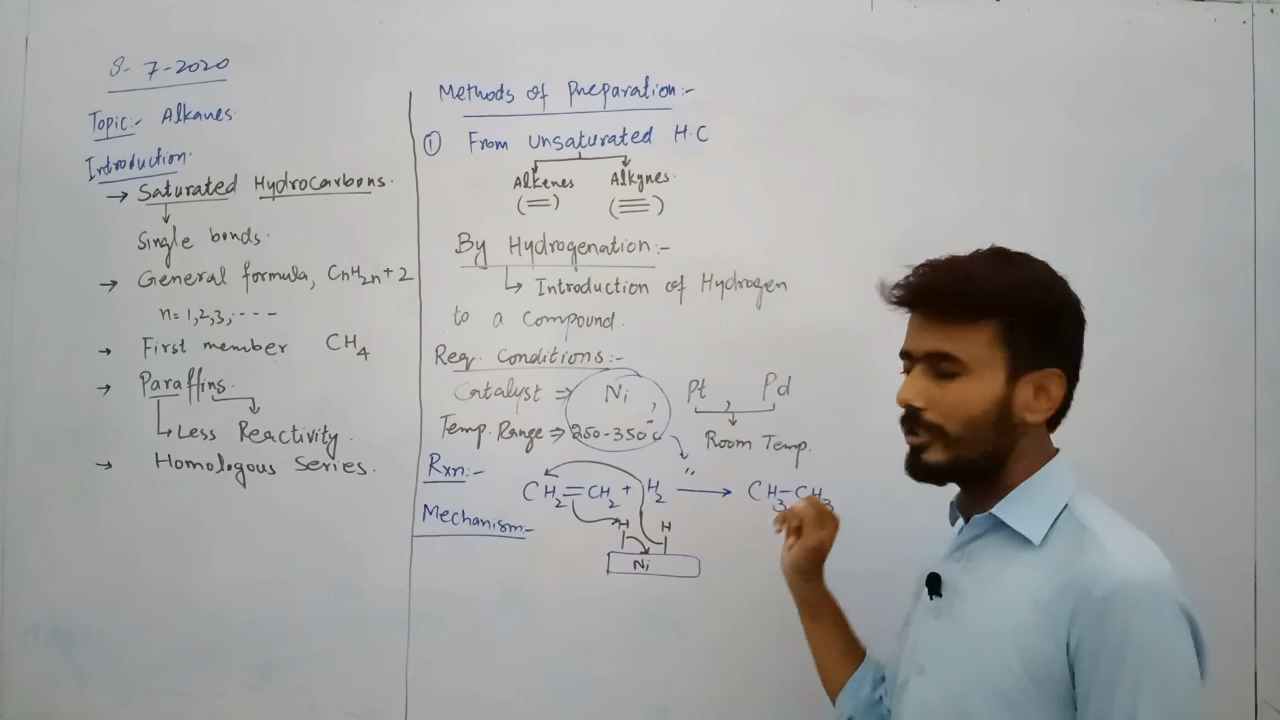 8-7-2020
Topic:- Alkanes.
Introduction.
→ Saturated Hydrocarbons.
↓
Single bonds.
→ General formula, CnH2n+2
n=1,2,3,---
→ First member CH4
→ Paraffins.
↳ Less Reactivity.
→ Homologous Series.
Methods of Preparation:-
① From Unsaturated H.C
Alkenes Alkynes.
(=) (≡)
By Hydrogenation:-
↳ Introduction of Hydrogen
to a Compound.
Req. Conditions:-
Catalyst ⇒ Ni, Pt, Pd
Temp. Range ⇒ 250-350°C Room Temp.
Rxn:-
CH2=CH2 + H2 → CH3-CH3
Mechanism:-
H H
Ni